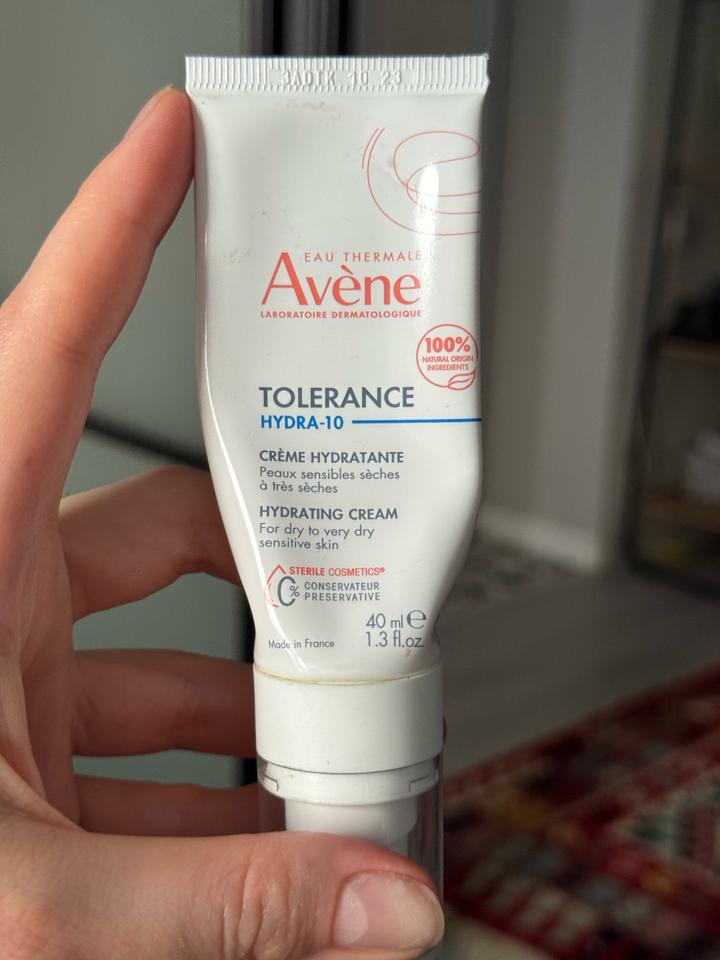 3ADTK 10 23
EAU THERMALE
Avène
LABORATOIRE DERMATOLOGIQUE
100%
NATURAL ORIGIN
INGREDIENTS
TOLERANCE
HYDRA-10
CRÈME HYDRATANTE
Peaux sensibles sèches
à très sèches
HYDRATING CREAM
For dry to very dry
sensitive skin
STERILE COSMETICS®
0% CONSERVATEUR
PRESERVATIVE
40 ml ℮
Made in France 1.3 fl.oz.